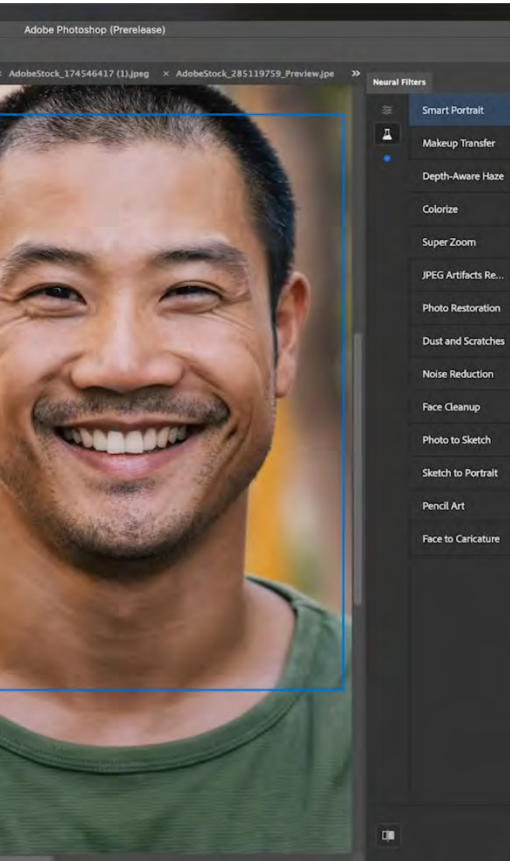 Adobe Photoshop (Prerelease)
× AdobeStock_174546417 (1).jpeg × AdobeStock_285119759_Preview.jpe »
Neural Filters
Smart Portrait
Makeup Transfer
Depth-Aware Haze
Colorize
Super Zoom
JPEG Artifacts Re...
Photo Restoration
Dust and Scratches
Noise Reduction
Face Cleanup
Photo to Sketch
Sketch to Portrait
Pencil Art
Face to Caricature